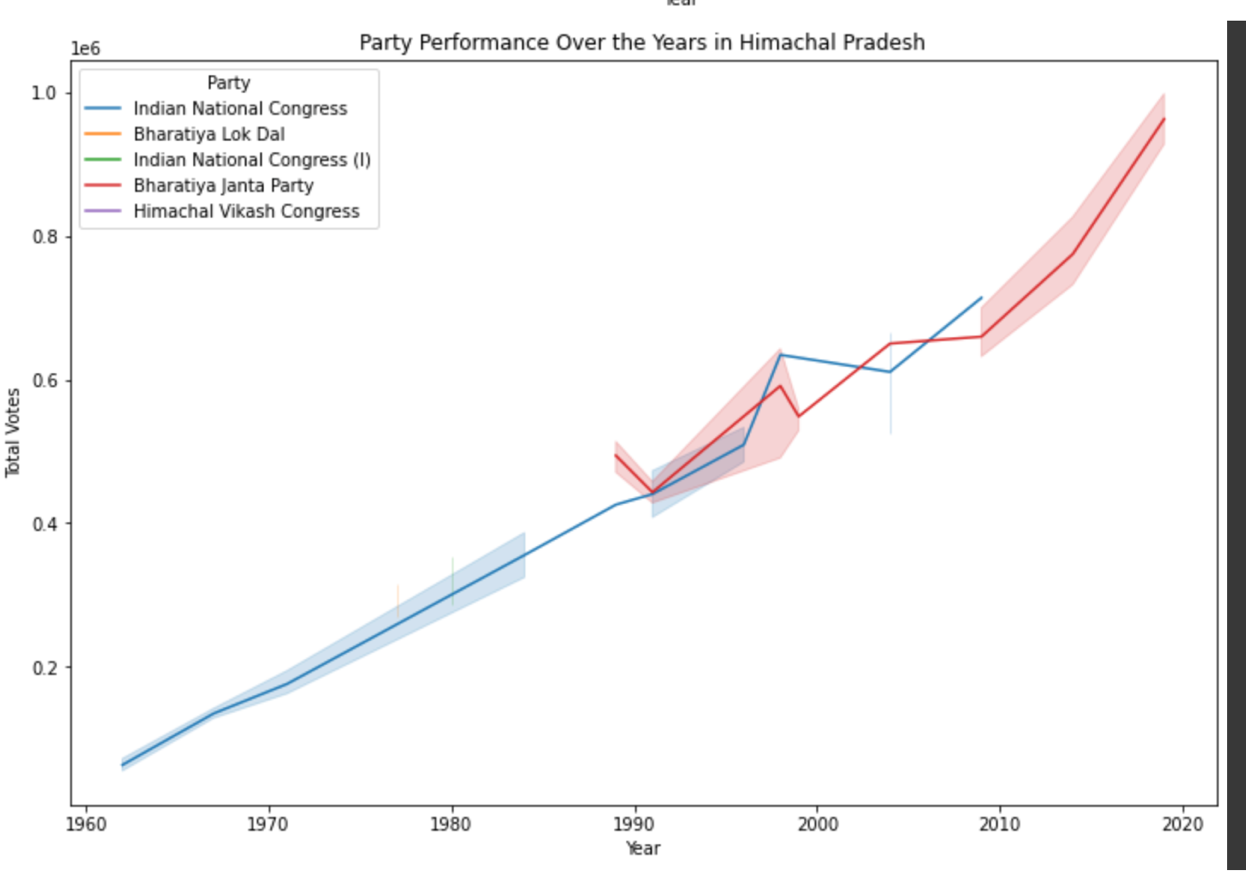 Year
Party Performance Over the Years in Himachal Pradesh
1e6
Party
Indian National Congress
Bharatiya Lok Dal
Indian National Congress (I)
Bharatiya Janta Party
Himachal Vikash Congress
1.0
0.8
0.6
0.4
0.2
Total Votes
1960 1970 1980 1990 2000 2010 2020
Year